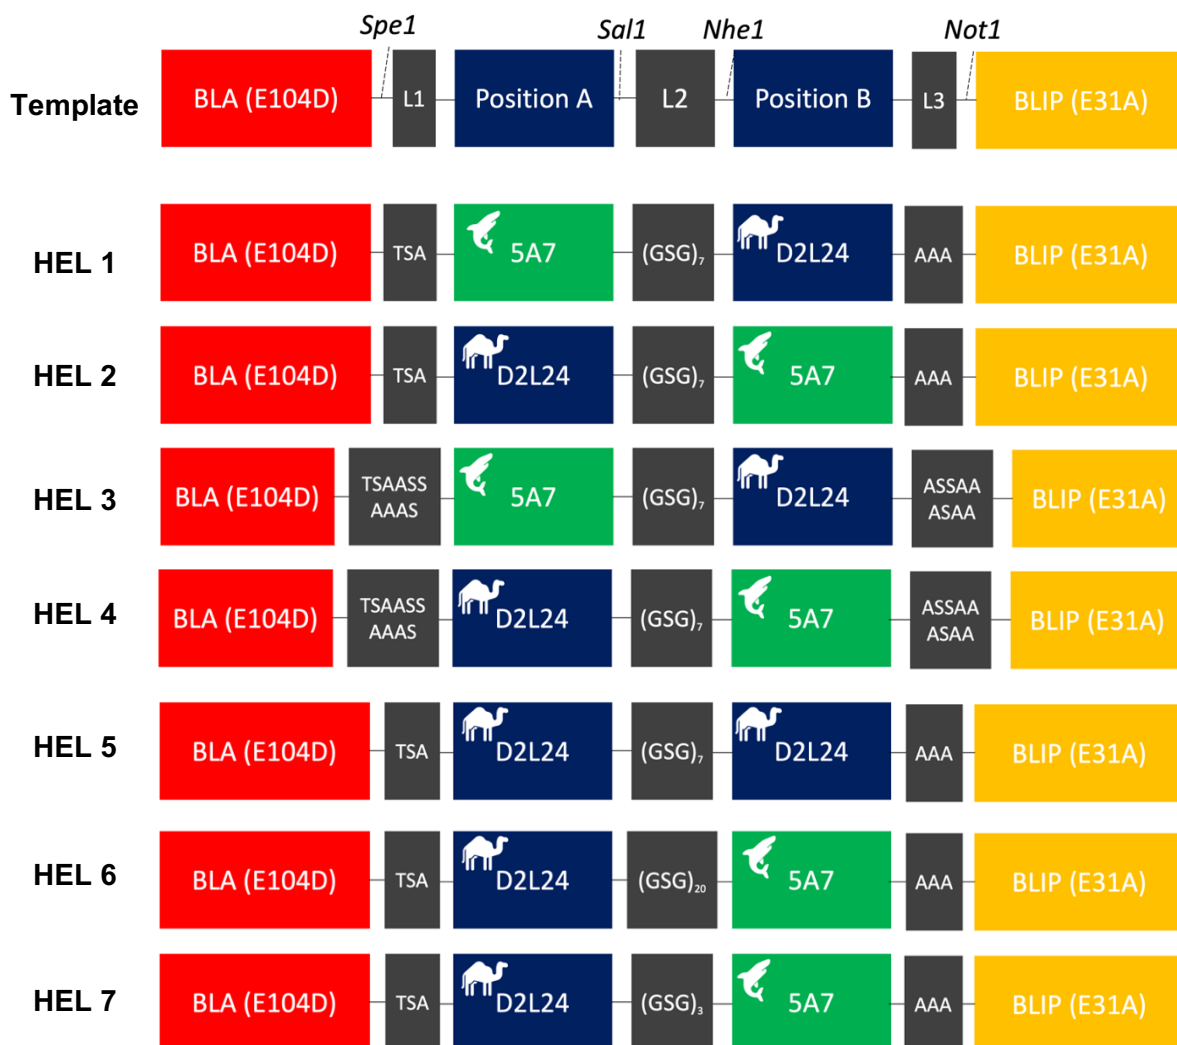 Spe1 Sal1 Nhe1 Not1
Template BLA (E104D) L1 Position A L2 Position B L3 BLIP (E31A)
HEL 1 BLA (E104D) TSA 5A7 (GSG)₇ D2L24 AAA BLIP (E31A)
HEL 2 BLA (E104D) TSA D2L24 (GSG)₇ 5A7 AAA BLIP (E31A)
HEL 3 BLA (E104D) TSAASS
AAAS 5A7 (GSG)₇ D2L24 ASSAA
ASAA BLIP (E31A)
HEL 4 BLA (E104D) TSAASS
AAAS D2L24 (GSG)₇ 5A7 ASSAA
ASAA BLIP (E31A)
HEL 5 BLA (E104D) TSA D2L24 (GSG)₇ D2L24 AAA BLIP (E31A)
HEL 6 BLA (E104D) TSA D2L24 (GSG)₂₀ 5A7 AAA BLIP (E31A)
HEL 7 BLA (E104D) TSA D2L24 (GSG)₃ 5A7 AAA BLIP (E31A)